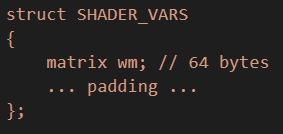 struct SHADER_VARS
{
    matrix wm; // 64 bytes
    ... padding ...
};